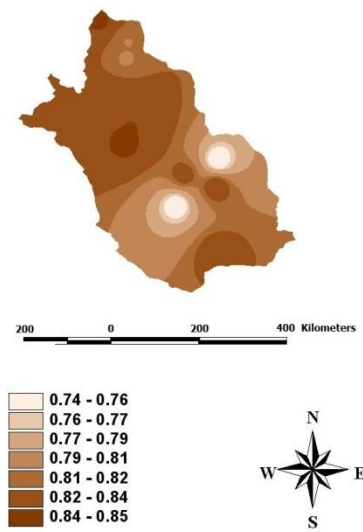 200 0 200 400 Kilometers
0.74 - 0.76
0.76 - 0.77
0.77 - 0.79
0.79 - 0.81
0.81 - 0.82
0.82 - 0.84
0.84 - 0.85
N
W E
S